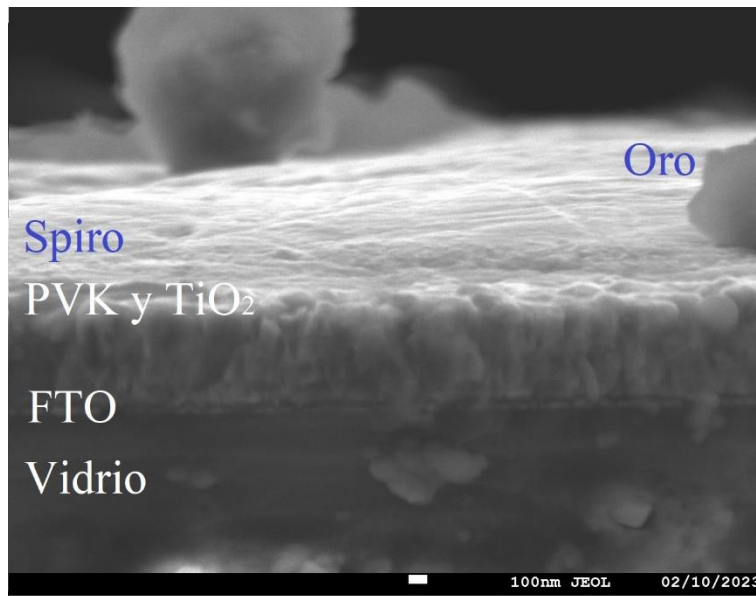 Oro
Spiro
PVK y TiO₂
FTO
Vidrio
100nm JEOL 02/10/2023